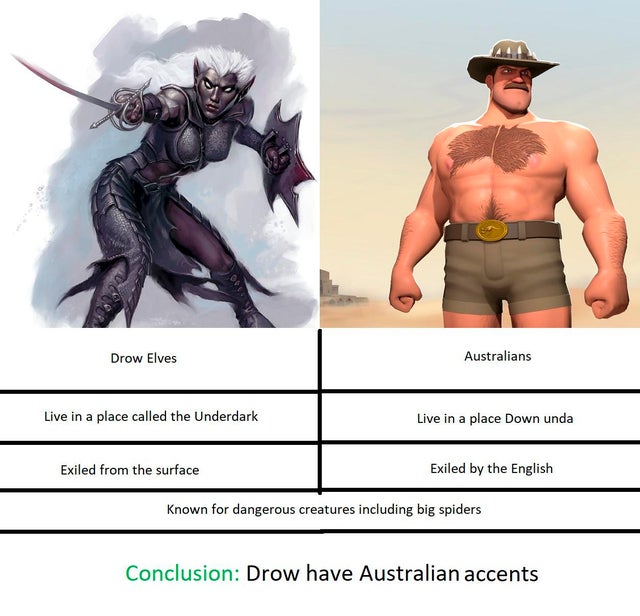 Drow Elves
Australians
Live in a place called the Underdark
Live in a place Down unda
Exiled from the surface
Exiled by the English
Known for dangerous creatures including big spiders
Conclusion: Drow have Australian accents